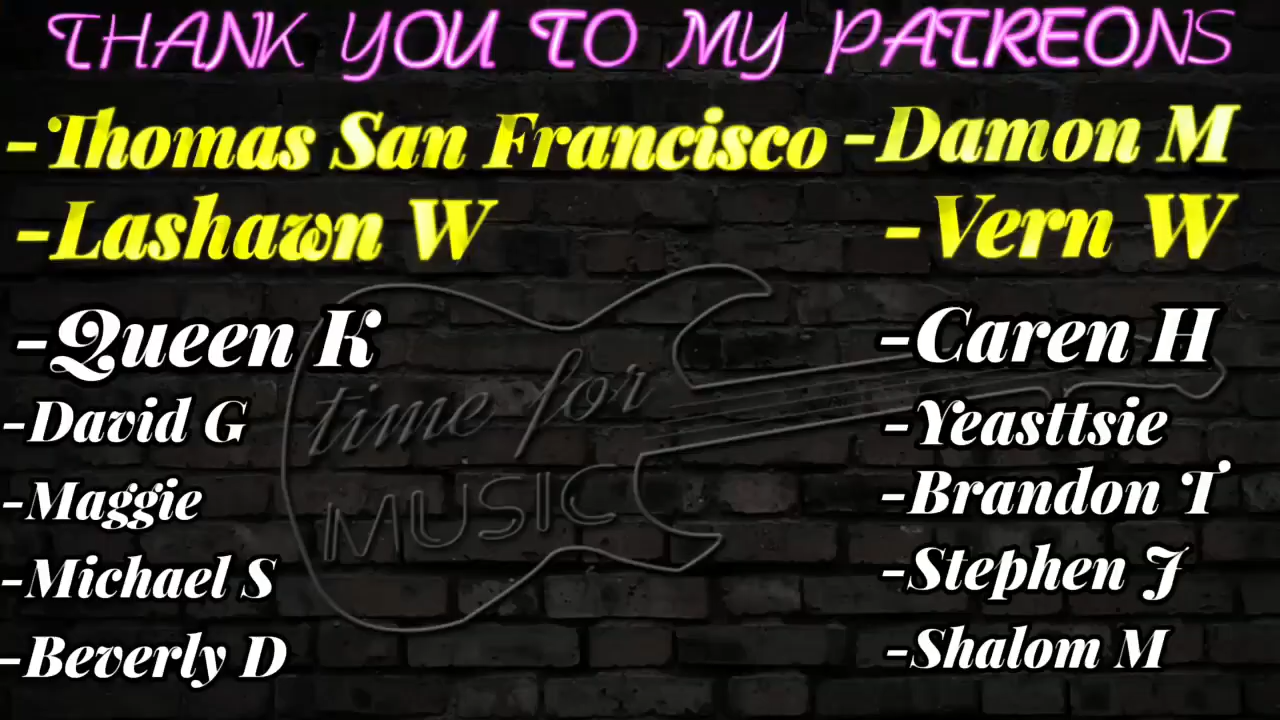 THANK YOU TO MY PATREONS
-Thomas San Francisco -Damon M
-Lashawn W -Vern W
-Queen K -Caren H
-David G -Yeasttsie
-Maggie -Brandon T
-Michael S -Stephen J
-Beverly D -Shalom M
time for
MUSIC